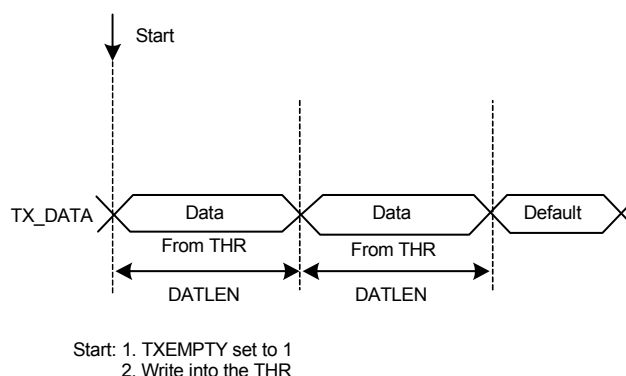 Start
TX_DATA Data Data Default
From THR From THR
DATLEN DATLEN
Start: 1. TXEMPTY set to 1
2. Write into the THR